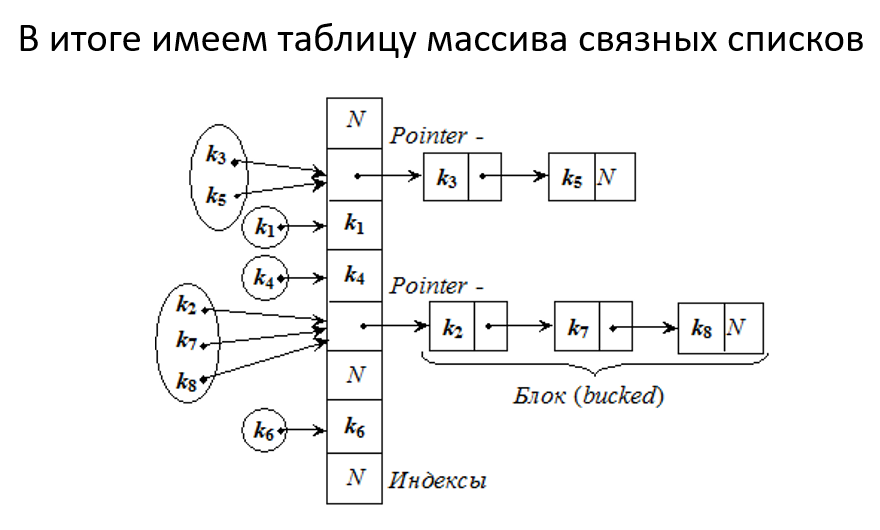 В итоге имеем таблицу массива связных списков
N
Pointer -
k3
k3
k5 N
k5
k1
k1
k4
k4
Pointer -
k2
k2
k7
k8 N
k7
k8
N
Блок (bucked)
k6
k6
N
Индексы